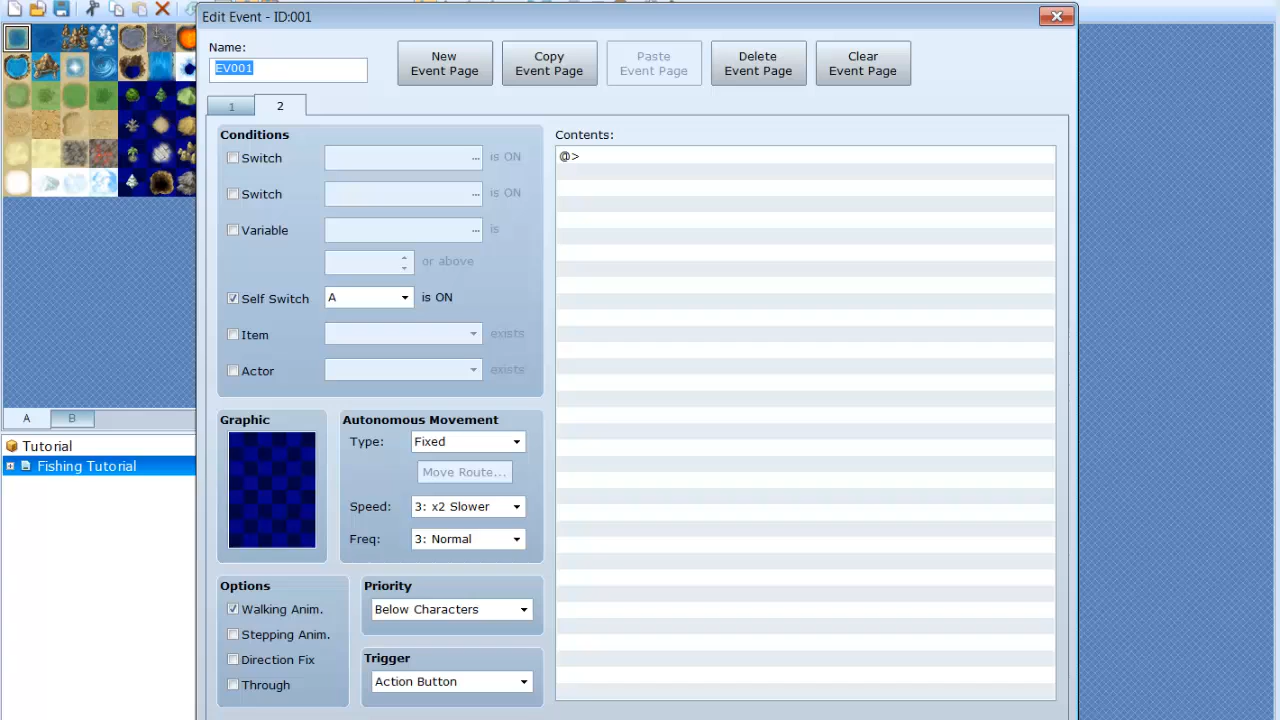 Edit Event - ID:001
Name:
EV001
New
Event Page
Copy
Event Page
Paste
Event Page
Delete
Event Page
Clear
Event Page
1
2
Conditions
Switch
...
is ON
Switch
...
is ON
Variable
...
is
or above
Self Switch
A
is ON
Item
exists
Actor
exists
Graphic
Autonomous Movement
Type:
Fixed
Move Route...
Speed:
3: x2 Slower
Freq:
3: Normal
Options
Walking Anim.
Stepping Anim.
Direction Fix
Through
Priority
Below Characters
Trigger
Action Button
Contents:
@>
A
B
Tutorial
Fishing Tutorial